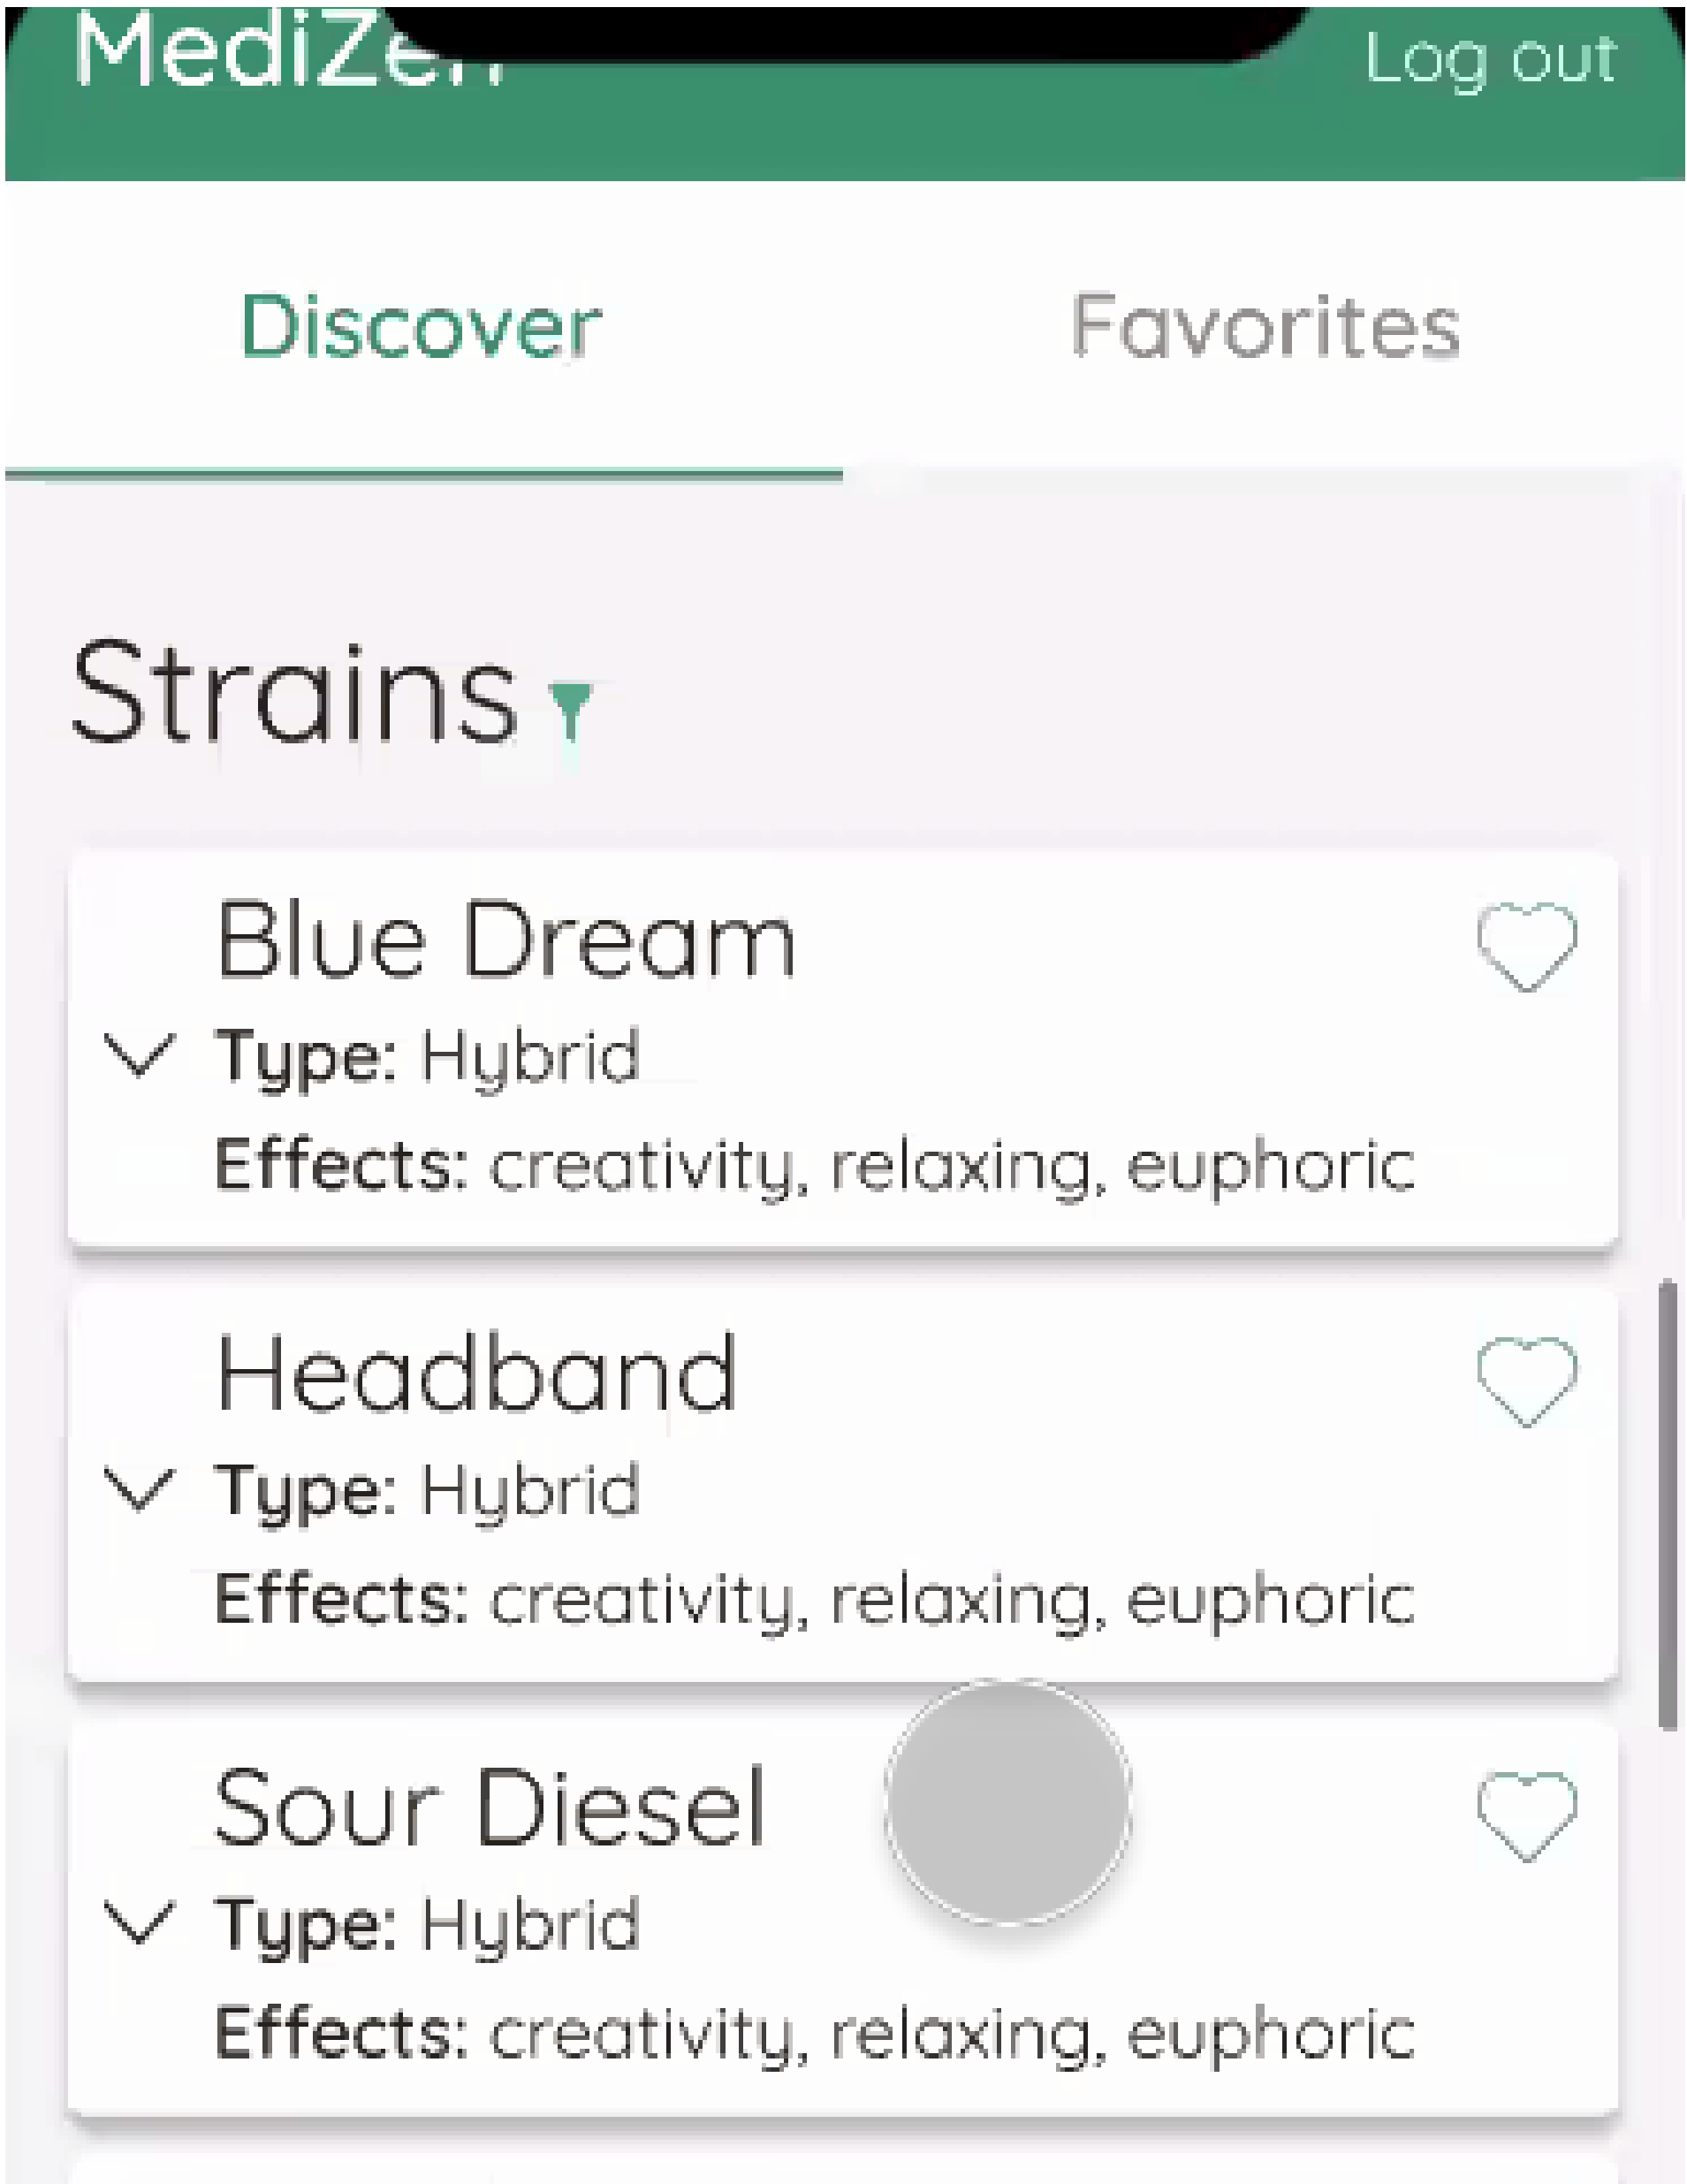 MediZen
Log out
Discover
Favorites
Strains
Blue Dream
Type: Hybrid
Effects: creativity, relaxing, euphoric
Headband
Type: Hybrid
Effects: creativity, relaxing, euphoric
Sour Diesel
Type: Hybrid
Effects: creativity, relaxing, euphoric